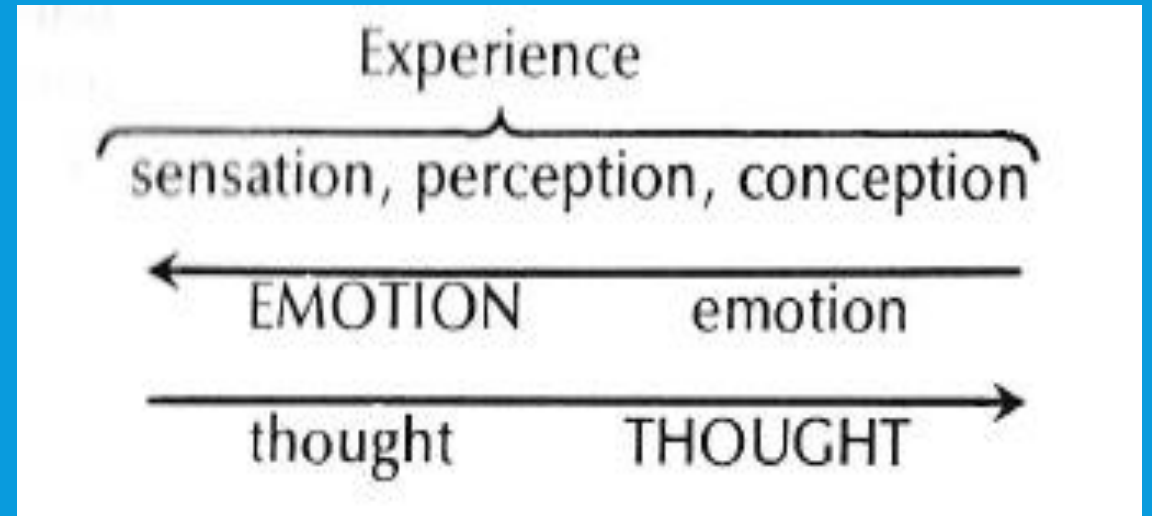 Experience
sensation, perception, conception
EMOTION emotion
thought THOUGHT